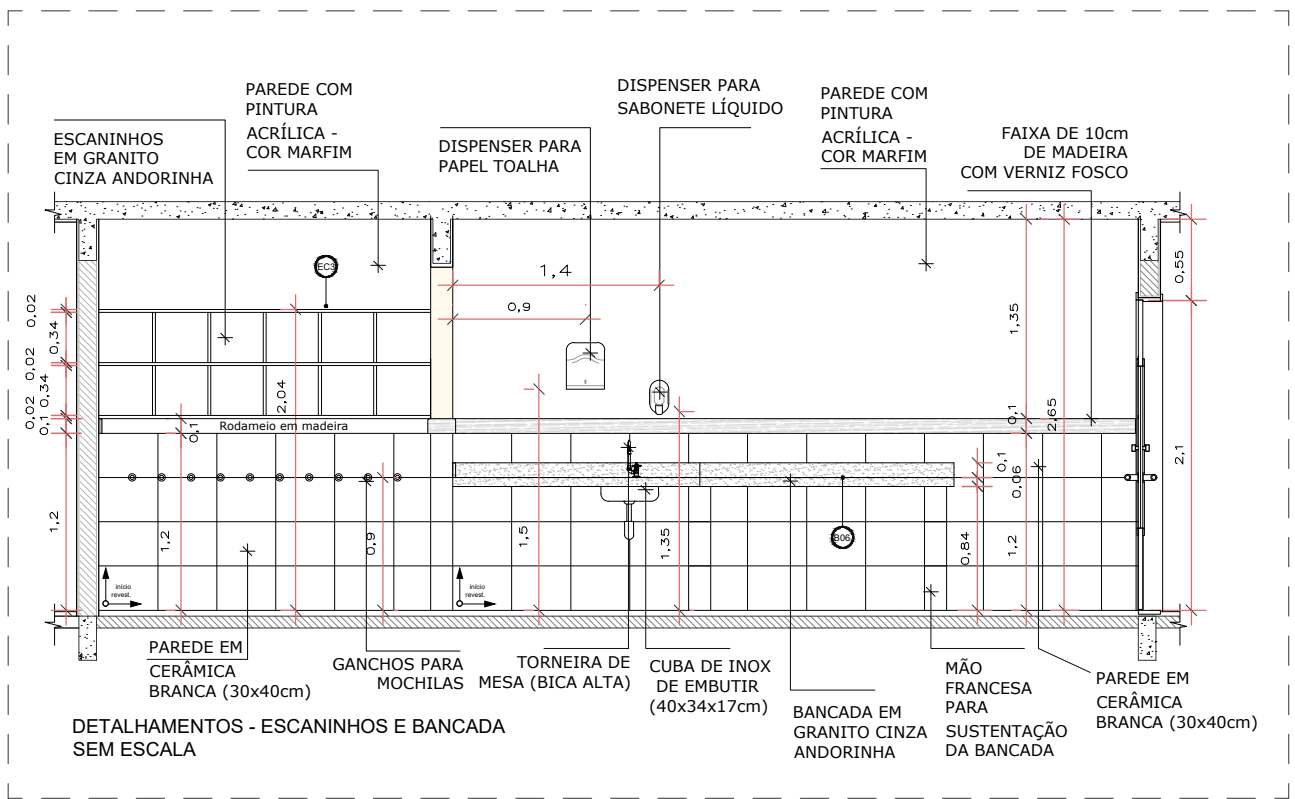 PAREDE COM
PINTURA
ACRÍLICA -
COR MARFIM
DISPENSER PARA
SABONETE LÍQUIDO
PAREDE COM
PINTURA
ACRÍLICA -
COR MARFIM
ESCANINHOS
EM GRANITO
CINZA ANDORINHA
DISPENSER PARA
PAPEL TOALHA
FAIXA DE 10cm
DE MADEIRA
COM VERNIZ FOSCO
EC3
1,4
0,9
0,55
0,02
0,34
0,02
0,34
0,02
0,1
2,04
1,35
0,1
2,65
2,1
Rodameio em madeira
0,1
0,1
0,06
1,2
1,2
0,9
1,5
1,35
B06
0,84
1,2
início
revest.
início
revest.
PAREDE EM
CERÂMICA
BRANCA (30x40cm)
GANCHOS PARA
MOCHILAS
TORNEIRA DE
MESA (BICA ALTA)
CUBA DE INOX
DE EMBUTIR
(40x34x17cm)
BANCADA EM
GRANITO CINZA
ANDORINHA
MÃO
FRANCESA
PARA
SUSTENTAÇÃO
DA BANCADA
PAREDE EM
CERÂMICA
BRANCA (30x40cm)
DETALHAMENTOS - ESCANINHOS E BANCADA
SEM ESCALA